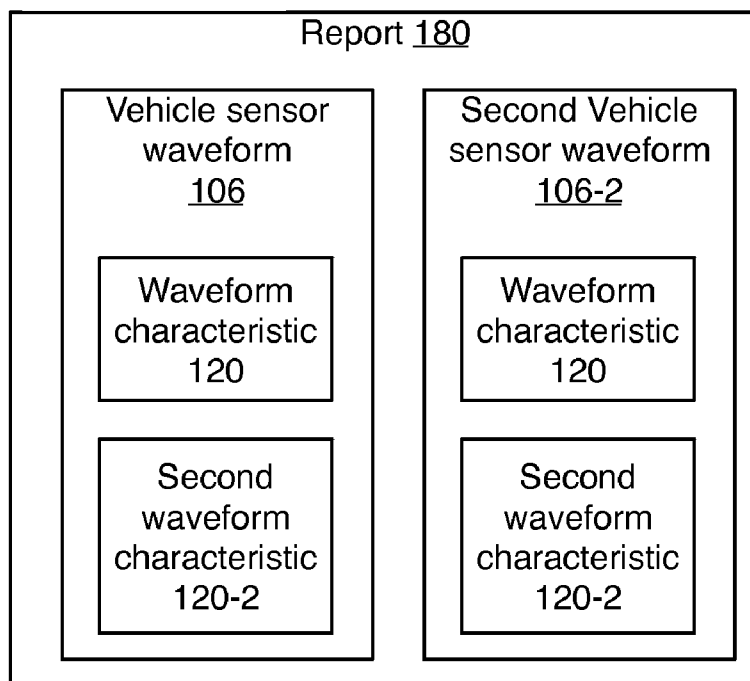 Report 180
Vehicle sensor
waveform
106
Waveform
characteristic
120
Second
waveform
characteristic
120-2
Second Vehicle
sensor waveform
106-2
Waveform
characteristic
120
Second
waveform
characteristic
120-2